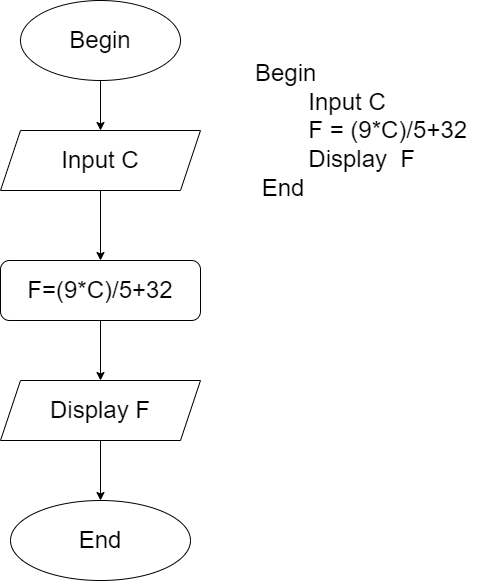 Begin
Input C
F=(9*C)/5+32
Display F
End
Begin
Input C
F = (9*C)/5+32
Display  F
End